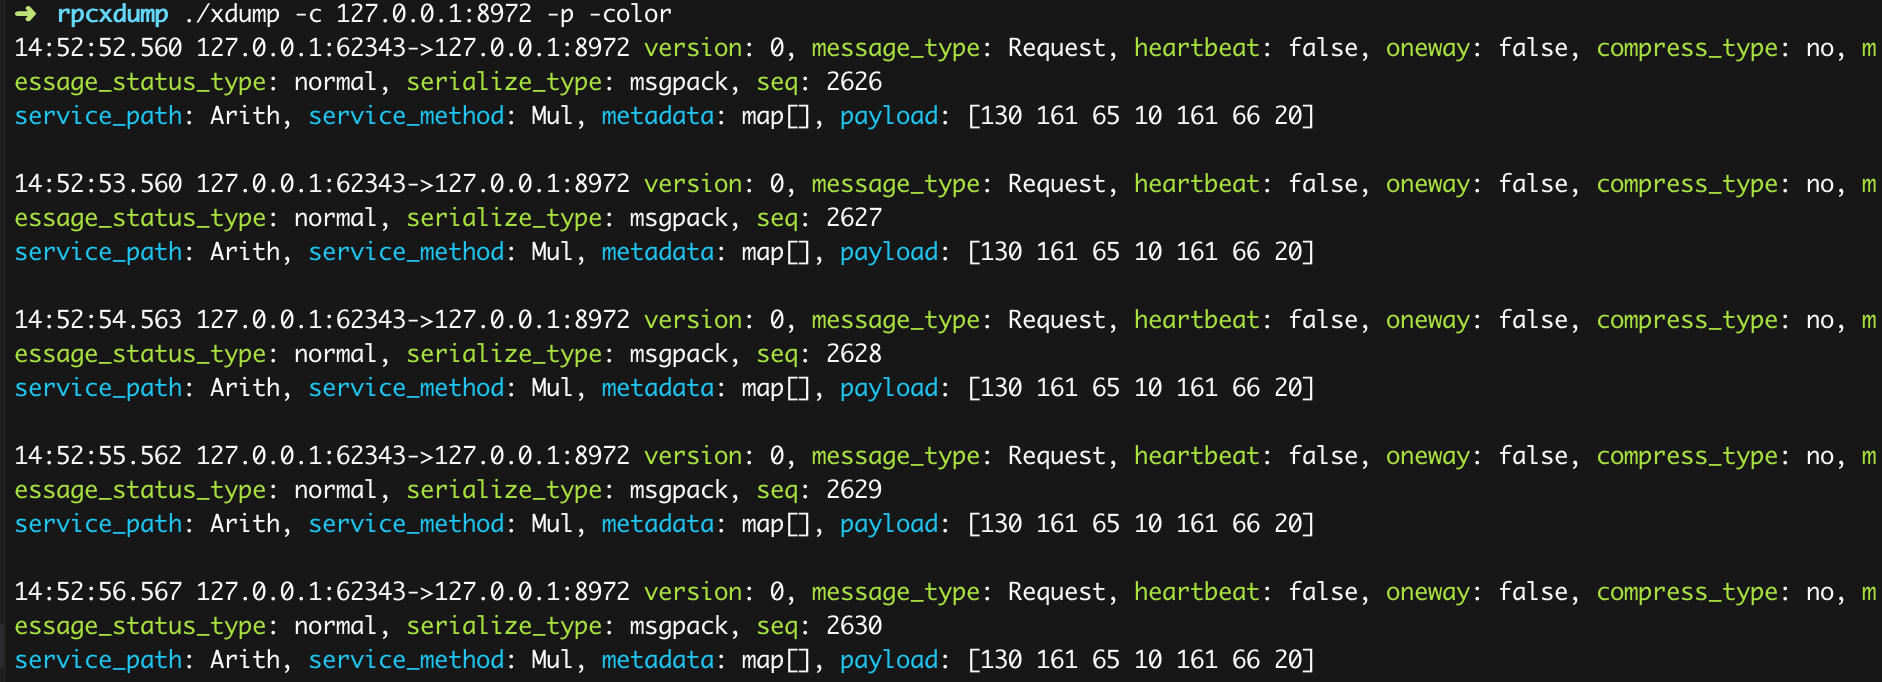 ➜ rpcxdump ./xdump -c 127.0.0.1:8972 -p -color
14:52:52.560 127.0.0.1:62343->127.0.0.1:8972 version: 0, message_type: Request, heartbeat: false, oneway: false, compress_type: no, m
essage_status_type: normal, serialize_type: msgpack, seq: 2626
service_path: Arith, service_method: Mul, metadata: map[], payload: [130 161 65 10 161 66 20]

14:52:53.560 127.0.0.1:62343->127.0.0.1:8972 version: 0, message_type: Request, heartbeat: false, oneway: false, compress_type: no, m
essage_status_type: normal, serialize_type: msgpack, seq: 2627
service_path: Arith, service_method: Mul, metadata: map[], payload: [130 161 65 10 161 66 20]

14:52:54.563 127.0.0.1:62343->127.0.0.1:8972 version: 0, message_type: Request, heartbeat: false, oneway: false, compress_type: no, m
essage_status_type: normal, serialize_type: msgpack, seq: 2628
service_path: Arith, service_method: Mul, metadata: map[], payload: [130 161 65 10 161 66 20]

14:52:55.562 127.0.0.1:62343->127.0.0.1:8972 version: 0, message_type: Request, heartbeat: false, oneway: false, compress_type: no, m
essage_status_type: normal, serialize_type: msgpack, seq: 2629
service_path: Arith, service_method: Mul, metadata: map[], payload: [130 161 65 10 161 66 20]

14:52:56.567 127.0.0.1:62343->127.0.0.1:8972 version: 0, message_type: Request, heartbeat: false, oneway: false, compress_type: no, m
essage_status_type: normal, serialize_type: msgpack, seq: 2630
service_path: Arith, service_method: Mul, metadata: map[], payload: [130 161 65 10 161 66 20]